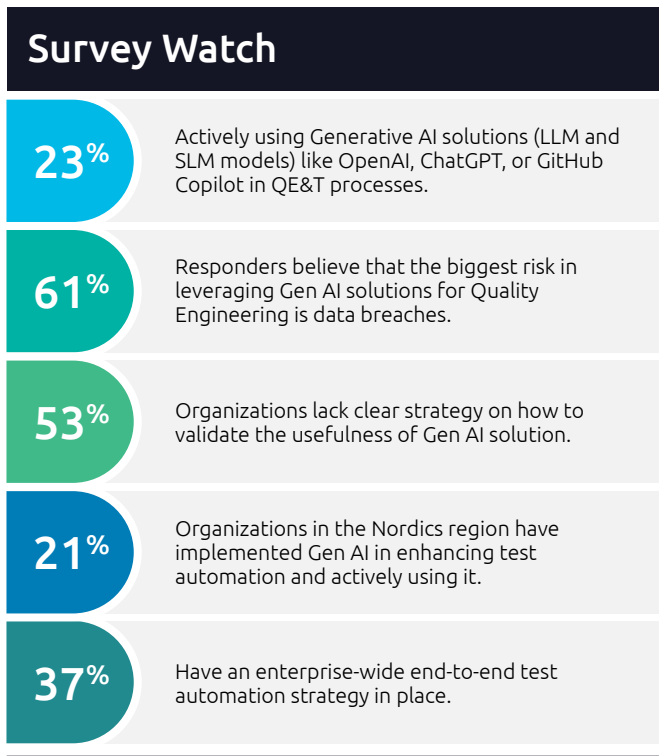 Survey Watch
23%
Actively using Generative AI solutions (LLM and
SLM models) like OpenAI, ChatGPT, or GitHub
Copilot in QE&T processes.
61%
Responders believe that the biggest risk in
leveraging Gen AI solutions for Quality
Engineering is data breaches.
53%
Organizations lack clear strategy on how to
validate the usefulness of Gen AI solution.
21%
Organizations in the Nordics region have
implemented Gen AI in enhancing test
automation and actively using it.
37%
Have an enterprise-wide end-to-end test
automation strategy in place.